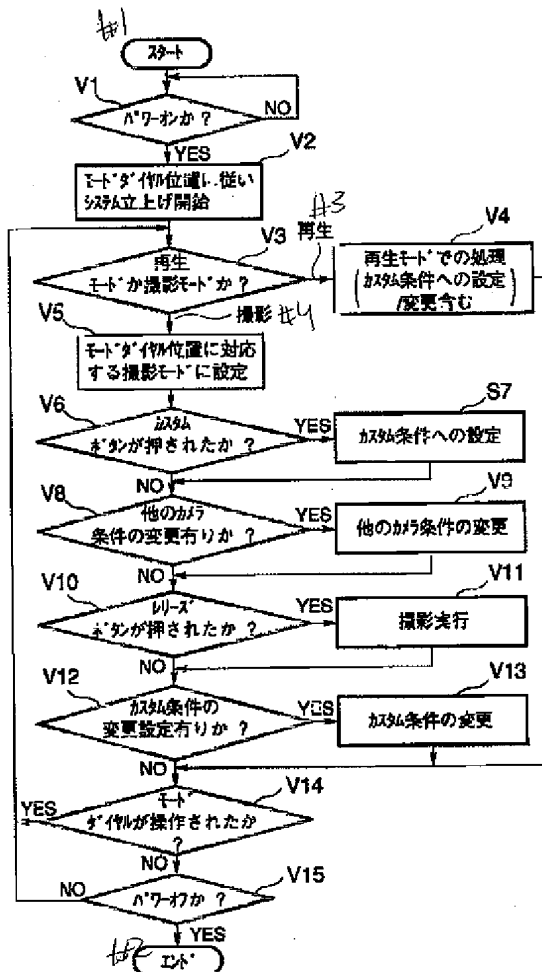 #1
スタート
V1
パワーオンか ?
NO
YES
V2
モードダイヤル位置に従い
システム立上げ開始
V3
再生
モードか撮影モードか ?
#3
再生
V4
再生モードでの処理
(カスタム条件への設定
/変更含む)
撮影 #4
V5
モードダイヤル位置に対応
する撮影モードに設定
V6
カスタム
ボタンが押されたか ?
YES
S7
カスタム条件への設定
NO
V8
他のカメラ
条件の変更有りか ?
YES
V9
他のカメラ条件の変更
NO
V10
レリーズ
ボタンが押されたか ?
YES
V11
撮影実行
NO
V12
カスタム条件の
変更設定有りか ?
YES
V13
カスタム条件の変更
NO
V14
モード
ダイヤルが操作されたか
?
YES
NO
V15
パワーオフか ?
NO
YES
#2
エンド